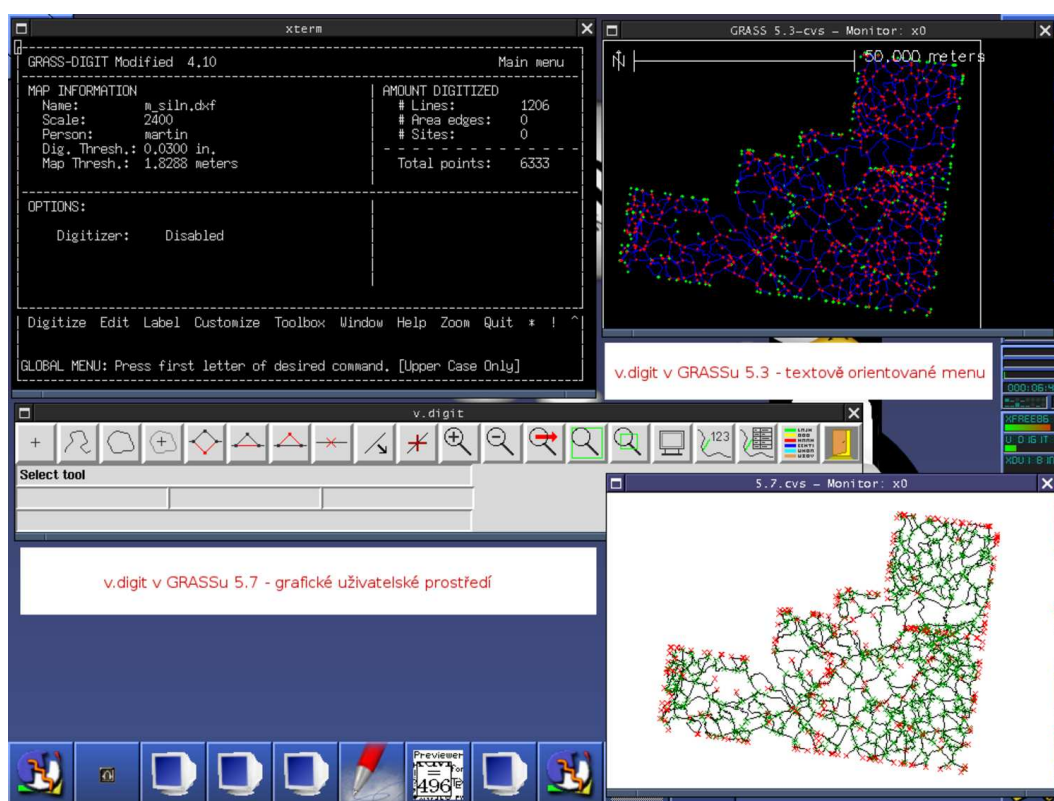 xterm
GRASS-DIGIT Modified 4.10 Main menu
MAP INFORMATION AMOUNT DIGITIZED
Name: m_siln.dxf # Lines: 1206
Scale: 2400 # Area edges: 0
Person: martin # Sites: 0
Dig. Thresh.: 0.0300 in.
Map Thresh.: 1.8288 meters Total points: 6333
OPTIONS:
Digitizer: Disabled
Digitize Edit Label Customize Toolbox Window Help Zoom Quit * ! ^
GLOBAL MENU: Press first letter of desired command. [Upper Case Only]
GRASS 5.3-cvs - Monitor: x0
50.000 meters
v.digit v GRASSu 5.3 - textově orientované menu
000:06:4
XFREE86
v.digit
123
Select tool
v.digit v GRASSu 5.7 - grafické uživatelské prostředí
5.7.cvs - Monitor: x0
Previewer
=
496